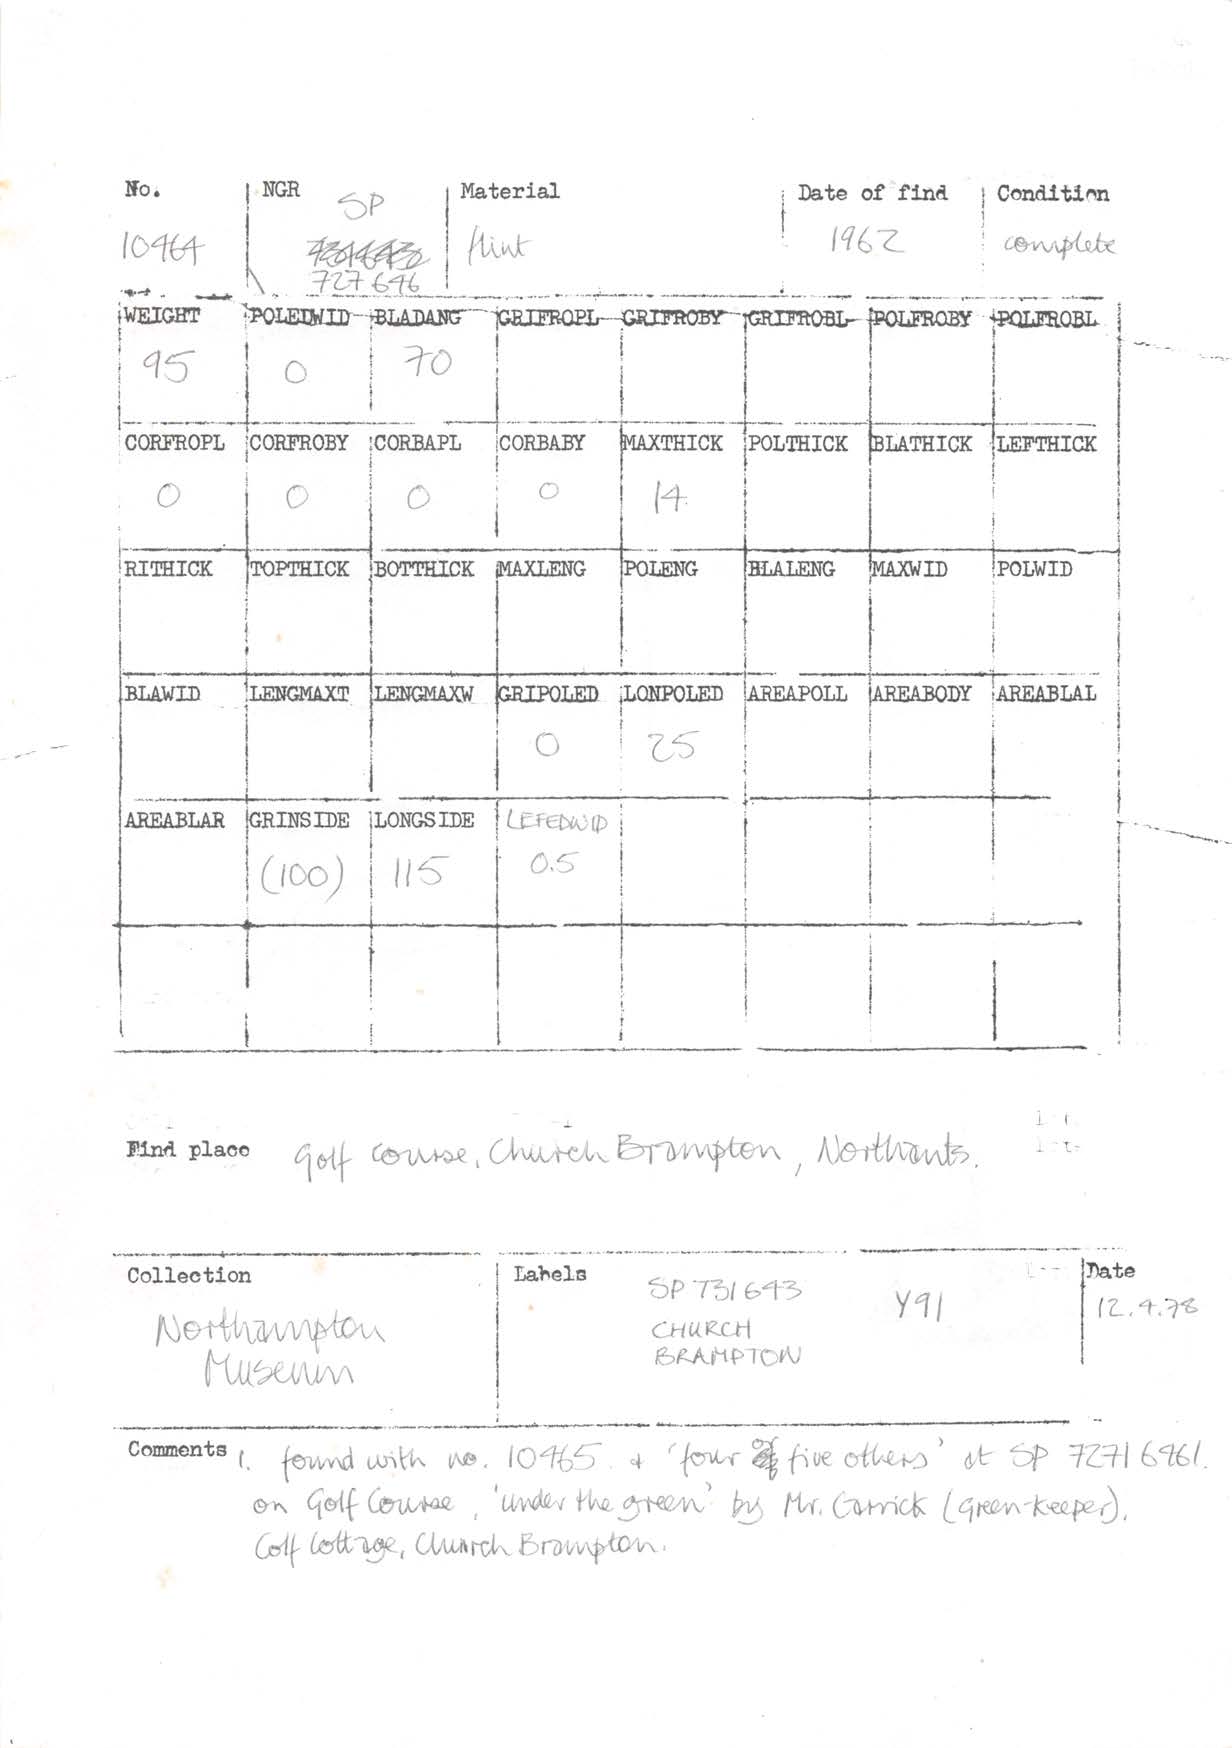 No. NGR Material Date of find Condition
SP
10464 flint 1962 complete
727 646
WEIGHT POLEDWID BLADANG GRIFROPL GRIFROBY GRIFROBL POLFROBY POLFROBL
95 0 70
CORFROPL CORFROBY CORBAPL CORBABY MAXTHICK POLTHICK BLATHICK LEFTHICK
0 0 0 0 14
RITHICK TOPTHICK BOTTHICK MAXLENG POLENG BLALENG MAXWID POLWID
BLAWID LENGMAXT LENGMAXW GRIPOLED LONPOLED AREAPOLL AREABODY AREABLAL
0 25
AREABLAR GRINSIDE LONGSIDE LEFEDWID
(100) 115 0.5
Find place Golf course, Church Brampton, Northants.
Collection Labels Date
SP 731643 Y91 12.4.78
Northampton CHURCH
Museum BRAMPTON
Comments 1. found with no. 10465 + 'four five others' at SP 72716461.
on Golf Course, 'under the green' by Mr. Garrick (green-keeper),
Golf Cottage, Church Brampton.